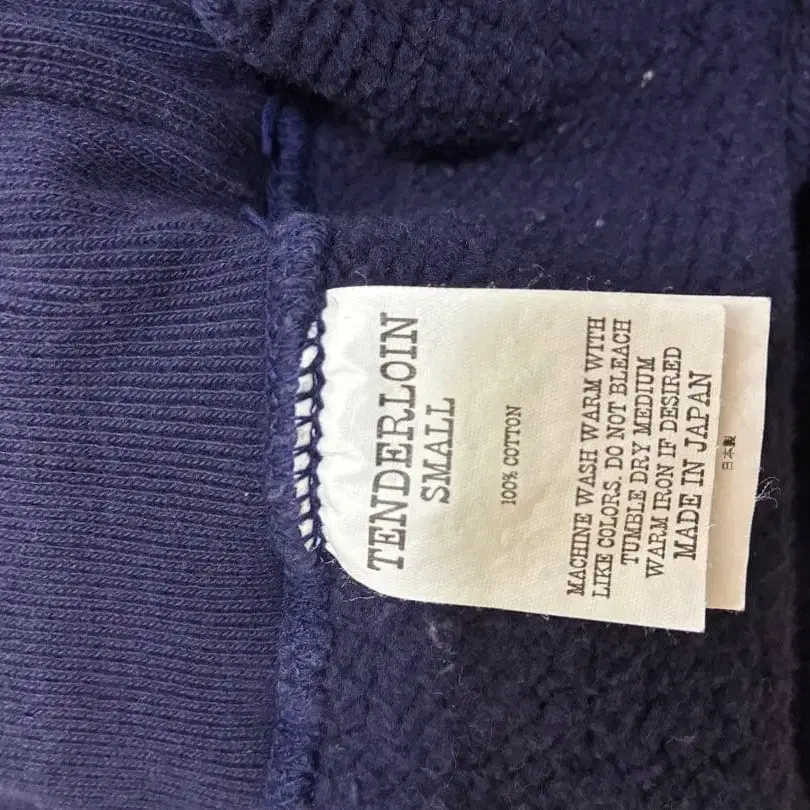 TENDERLOIN
SMALL
100% COTTON
MACHINE WASH WARM WITH
LIKE COLORS. DO NOT BLEACH
TUMBLE DRY MEDIUM
WARM IRON IF DESIRED
MADE IN JAPAN
日本製